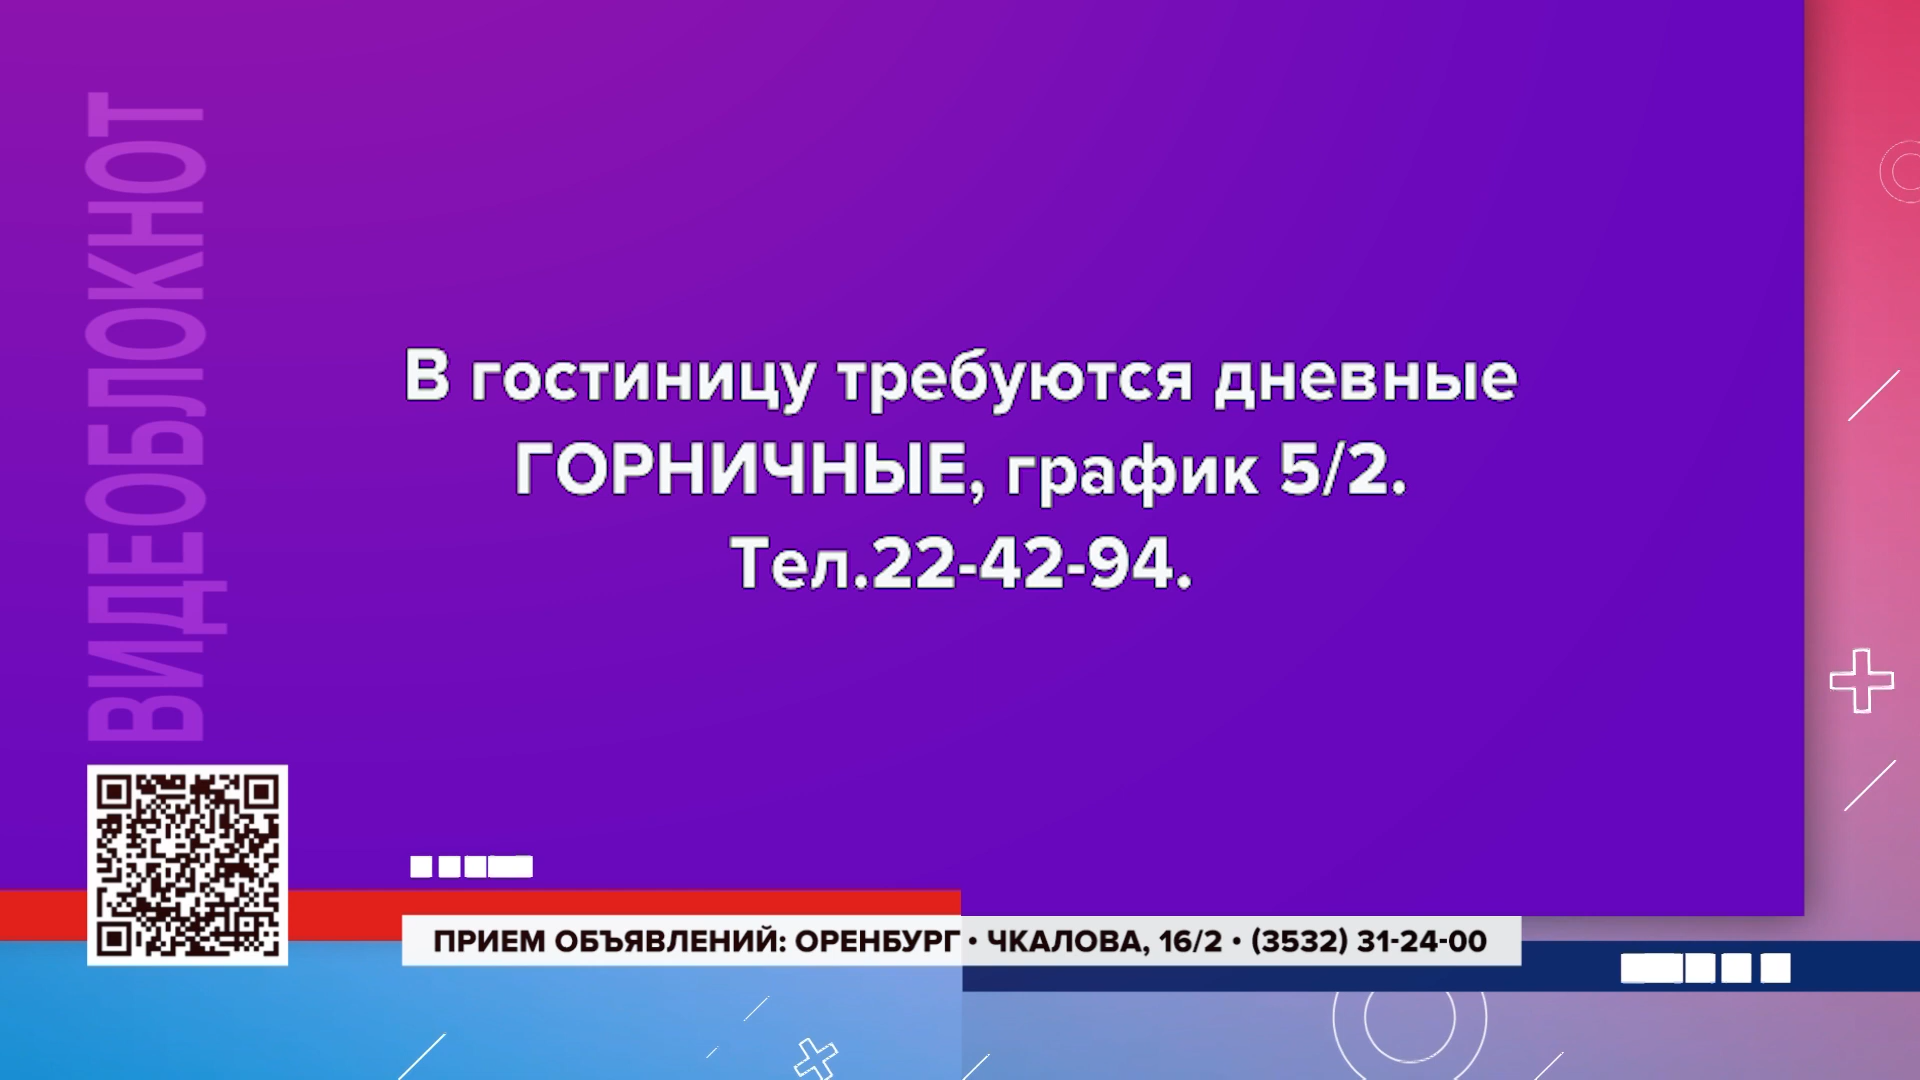 ВИДЕОБЛОКНОТ
В гостиницу требуются дневные
ГОРНИЧНЫЕ, график 5/2.
Тел.22-42-94.
ПРИЕМ ОБЪЯВЛЕНИЙ: ОРЕНБУРГ • ЧКАЛОВА, 16/2 • (3532) 31-24-00